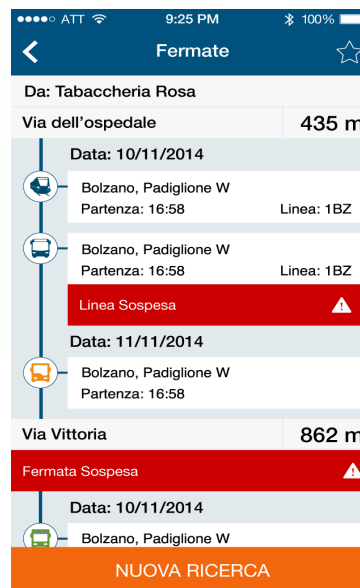 ATT 9:25 PM 100%
Fermate
Da: Tabaccheria Rosa
Via dell'ospedale 435 m
Data: 10/11/2014
Bolzano, Padiglione W
Partenza: 16:58 Linea: 1BZ
Bolzano, Padiglione W
Partenza: 16:58 Linea: 1BZ
Linea Sospesa
Data: 11/11/2014
Bolzano, Padiglione W
Partenza: 16:58
Via Vittoria 862 m
Fermata Sospesa
Data: 10/11/2014
Bolzano, Padiglione W
NUOVA RICERCA